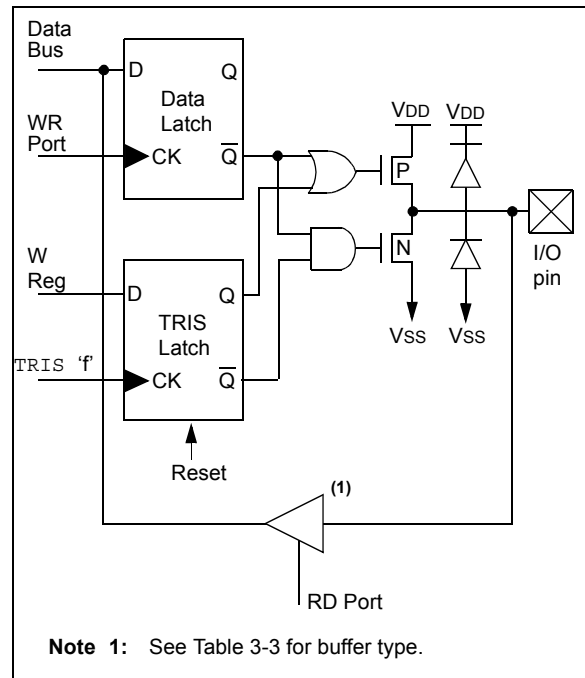 Data
Bus
D
Q
Data
Latch
WR
Port
CK
Q
VDD
VDD
P
N
I/O
pin
W
Reg
D
Q
TRIS
Latch
VSS
VSS
TRIS 'f'
CK
Q
Reset
(1)
RD Port
Note 1: See Table 3-3 for buffer type.